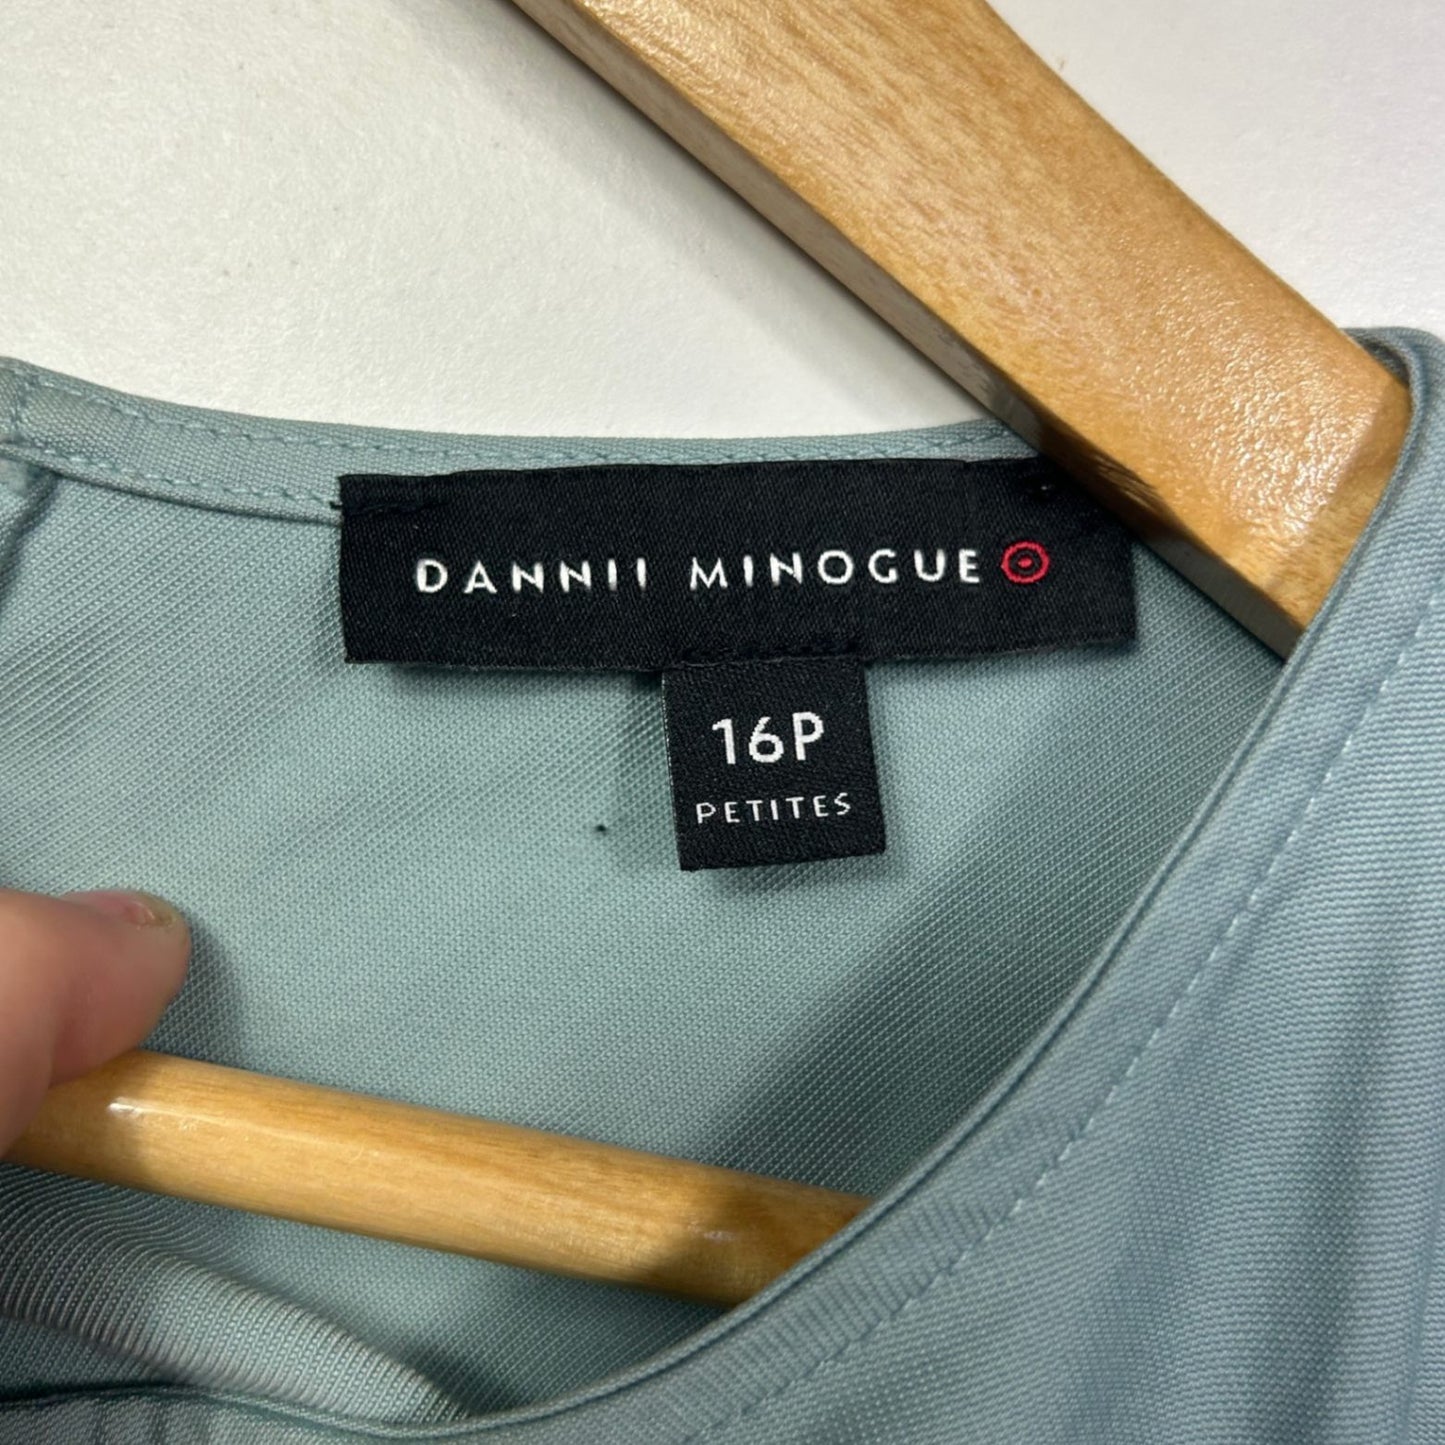 DANNII MINOGUE
16P
PETITES